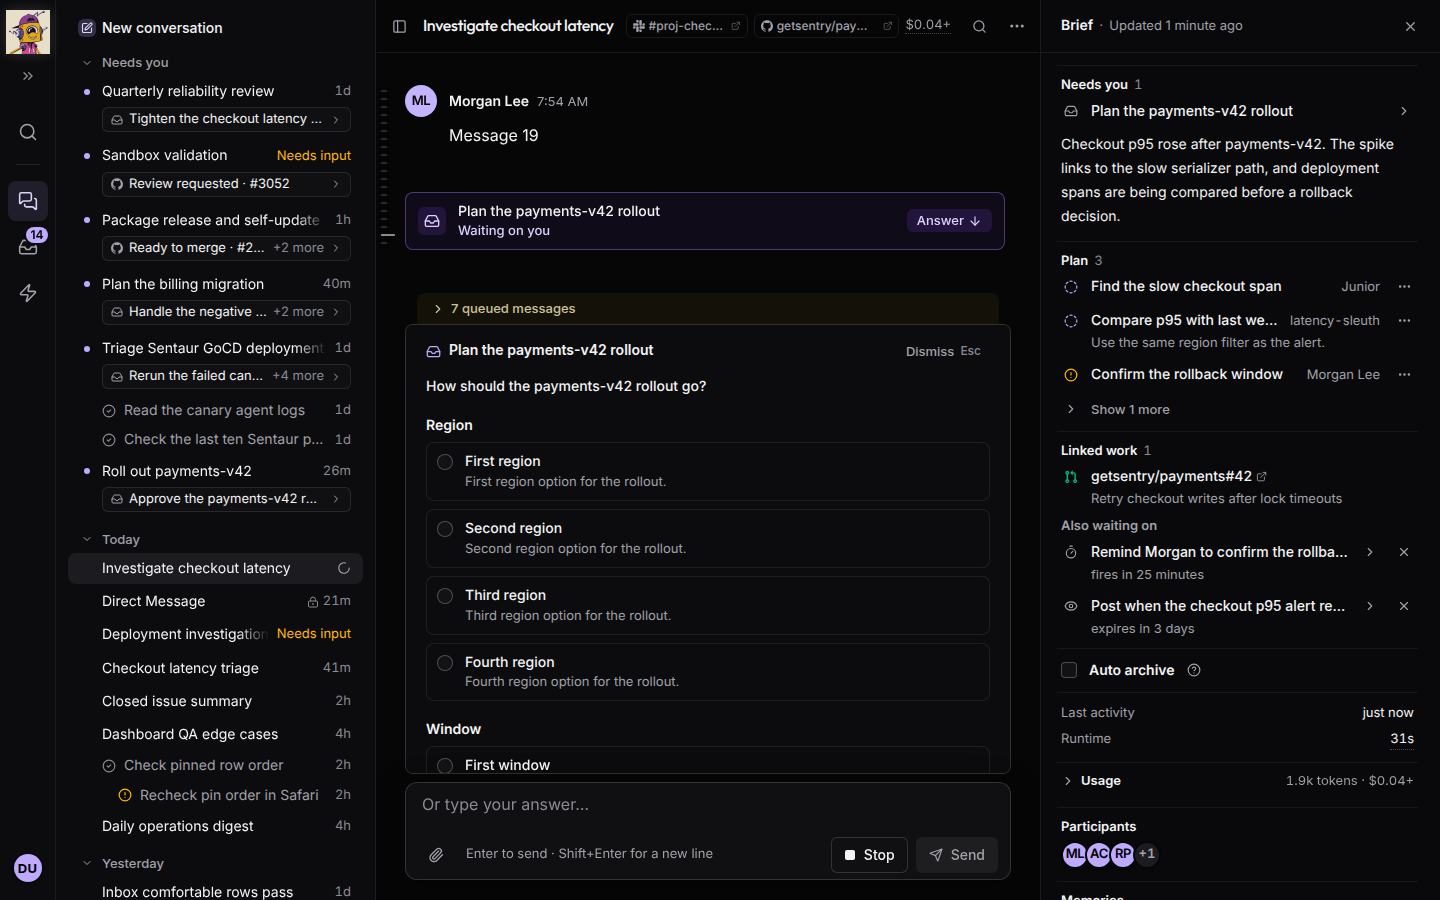 New conversation
Needs you
Quarterly reliability review 1d
Tighten the checkout latency ...
Sandbox validation Needs input
Review requested · #3052
Package release and self-update 1h
Ready to merge · #2... +2 more
Plan the billing migration 40m
Handle the negative ... +2 more
Triage Sentaur GoCD deployment 1d
Rerun the failed can... +4 more
Read the canary agent logs 1d
Check the last ten Sentaur p... 1d
Roll out payments-v42 26m
Approve the payments-v42 r...
Today
Investigate checkout latency
Direct Message 21m
Deployment investigation Needs input
Checkout latency triage 41m
Closed issue summary 2h
Dashboard QA edge cases 4h
Check pinned row order 2h
Recheck pin order in Safari 2h
Daily operations digest 4h
Yesterday
Inbox comfortable rows pass 1d
14
DU
Investigate checkout latency #proj-chec... getsentry/pay... $0.04+
ML Morgan Lee 7:54 AM
Message 19
Plan the payments-v42 rollout
Waiting on you
Answer ↓
7 queued messages
Plan the payments-v42 rollout Dismiss Esc
How should the payments-v42 rollout go?
Region
First region
First region option for the rollout.
Second region
Second region option for the rollout.
Third region
Third region option for the rollout.
Fourth region
Fourth region option for the rollout.
Window
First window
Or type your answer...
Enter to send · Shift+Enter for a new line
Stop Send
Brief · Updated 1 minute ago
Needs you 1
Plan the payments-v42 rollout
Checkout p95 rose after payments-v42. The spike
links to the slow serializer path, and deployment
spans are being compared before a rollback
decision.
Plan 3
Find the slow checkout span Junior
Compare p95 with last we... latency-sleuth
Use the same region filter as the alert.
Confirm the rollback window Morgan Lee
Show 1 more
Linked work 1
getsentry/payments#42
Retry checkout writes after lock timeouts
Also waiting on
Remind Morgan to confirm the rollba...
fires in 25 minutes
Post when the checkout p95 alert re...
expires in 3 days
Auto archive
Last activity just now
Runtime 31s
Usage 1.9k tokens · $0.04+
Participants
ML AC RP +1
Memories